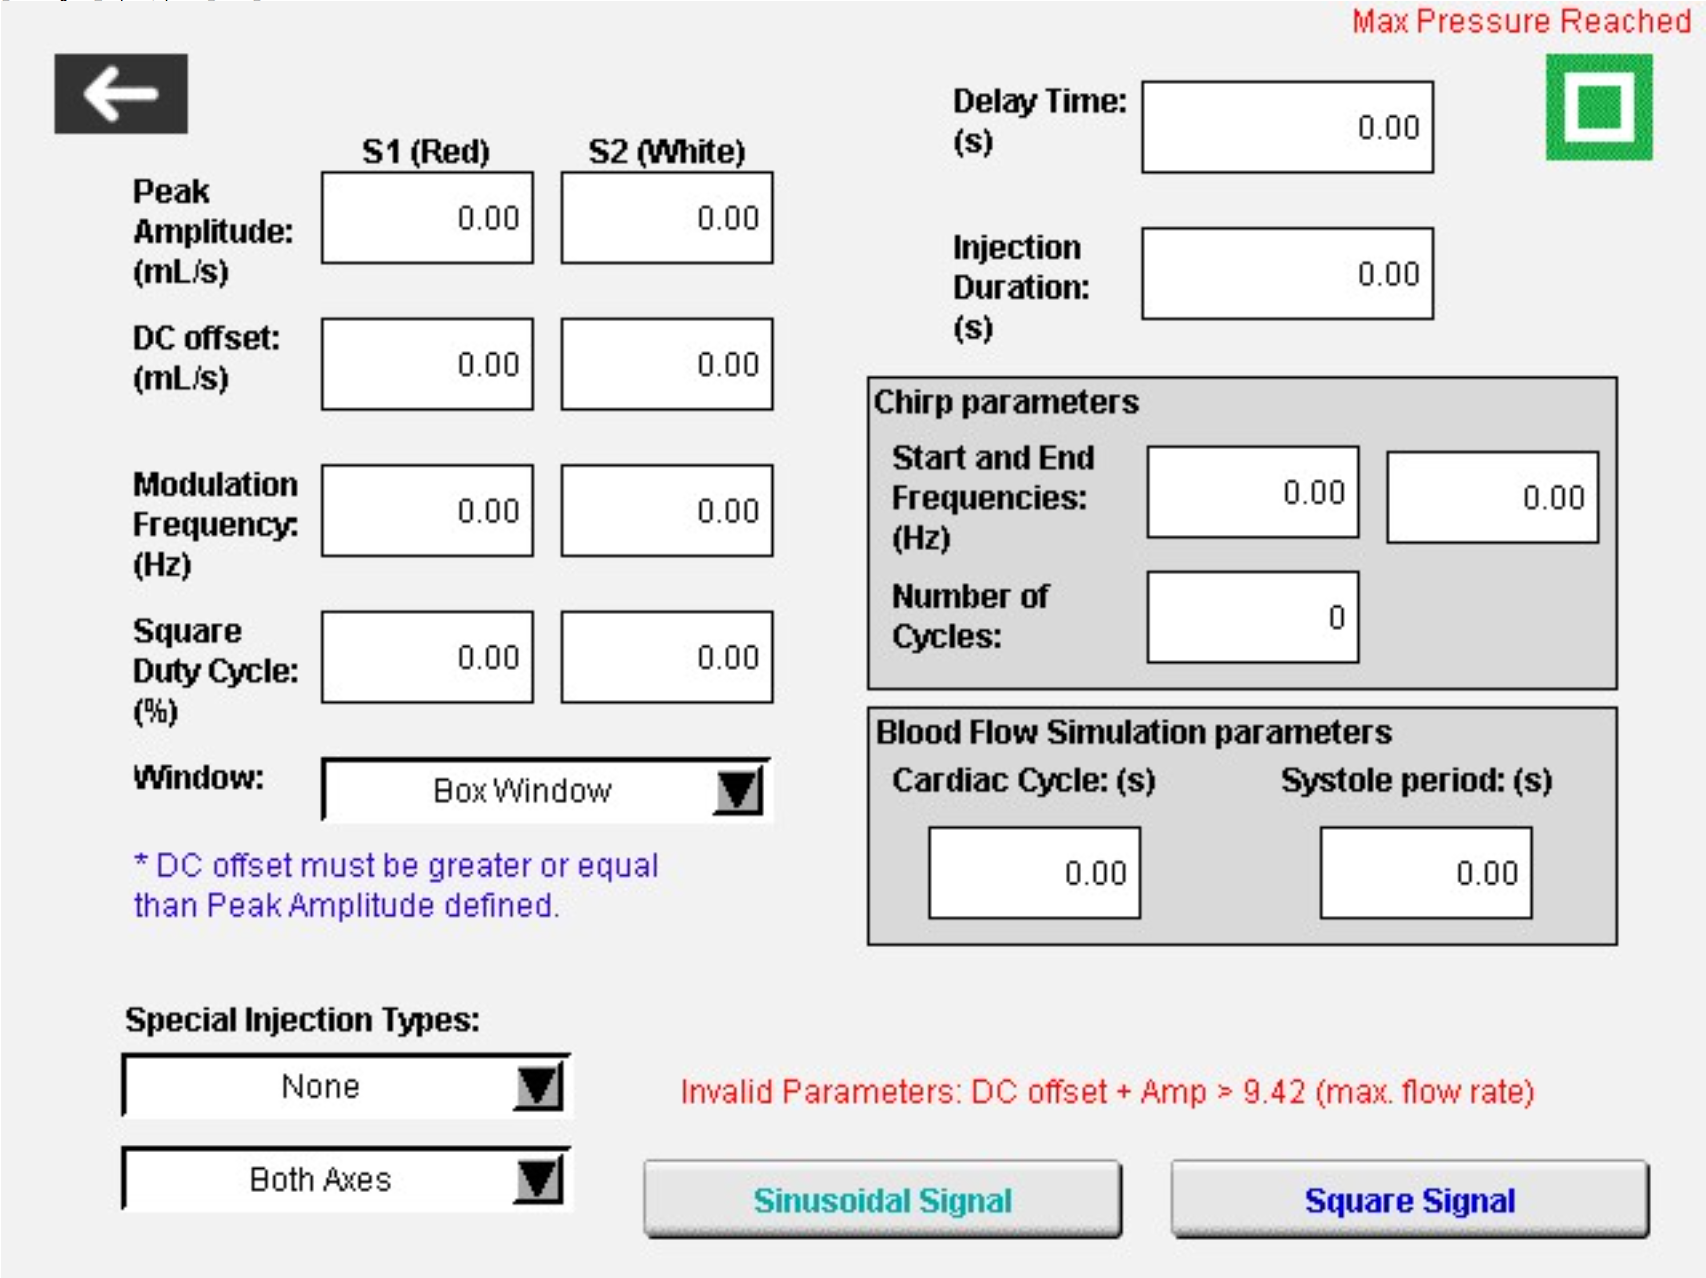 Max Pressure Reached
S1 (Red)
S2 (White)
Peak
Amplitude:
(mL/s)
0.00
0.00
DC offset:
(mL/s)
0.00
0.00
Modulation
Frequency:
(Hz)
0.00
0.00
Square
Duty Cycle:
(%)
0.00
0.00
Window:
Box Window
* DC offset must be greater or equal
than Peak Amplitude defined.
Special Injection Types:
None
Both Axes
Delay Time:
(s)
0.00
Injection
Duration:
(s)
0.00
Chirp parameters
Start and End
Frequencies:
(Hz)
0.00
0.00
Number of
Cycles:
0
Blood Flow Simulation parameters
Cardiac Cycle: (s)
Systole period: (s)
0.00
0.00
Invalid Parameters: DC offset + Amp > 9.42 (max. flow rate)
Sinusoidal Signal
Square Signal